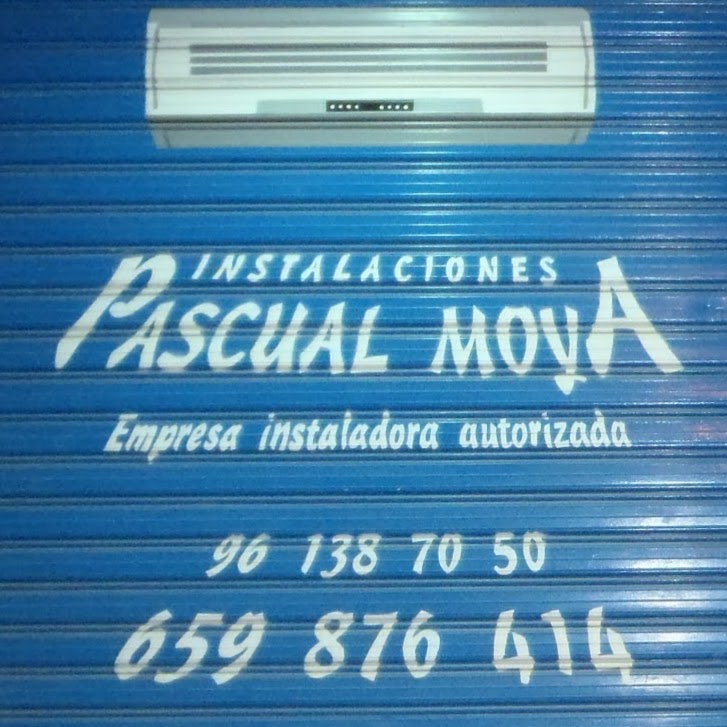 INSTALACIONES
PASCUAL MOYA
Empresa instaladora autorizada
96 138 70 50
659 876 414